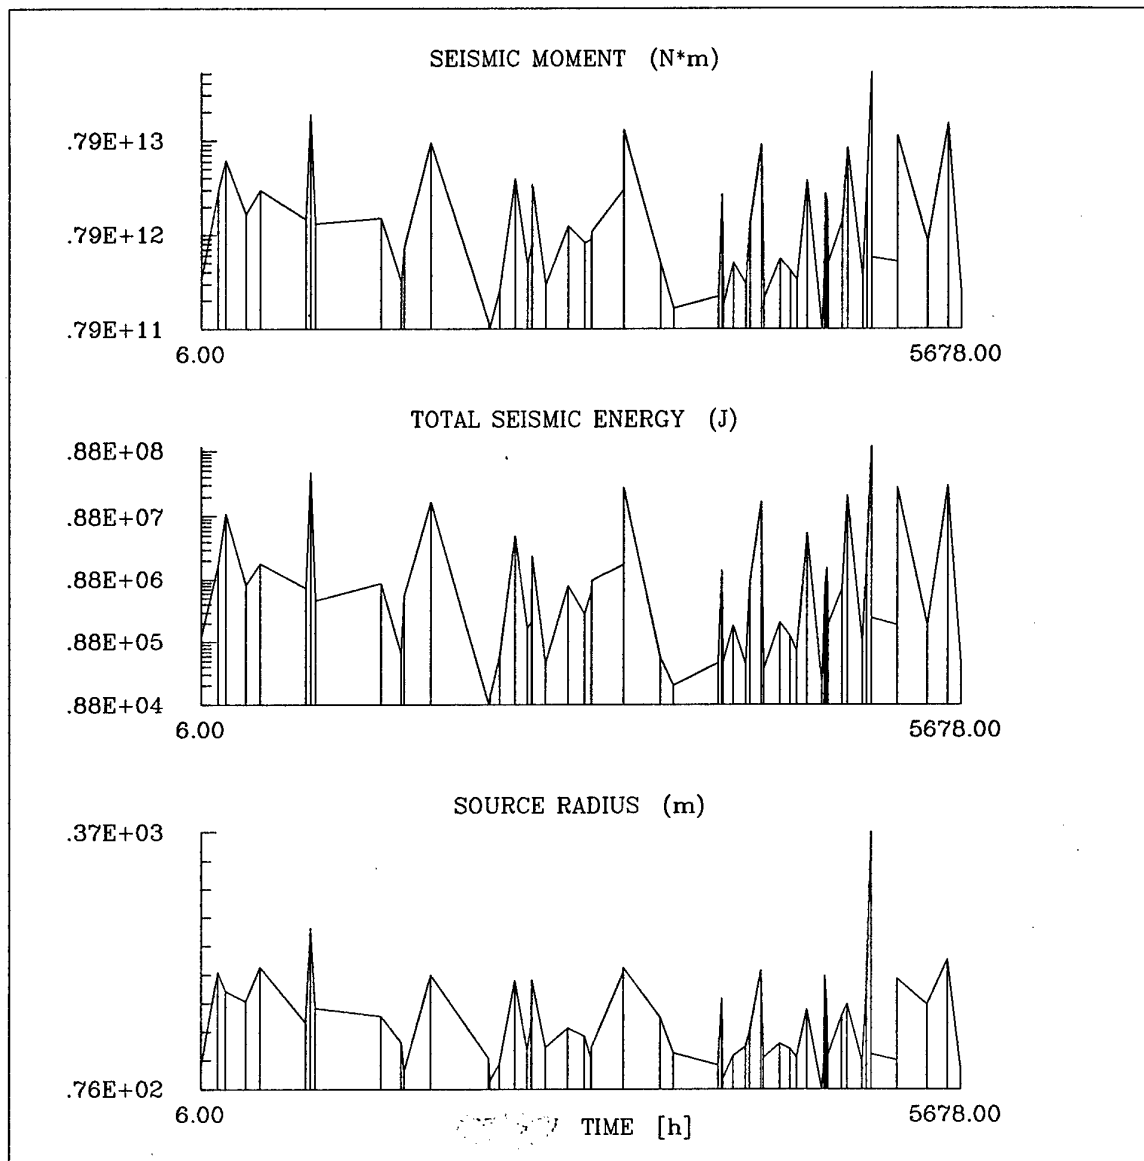 SEISMIC MOMENT (N*m)
.79E+13
.79E+12
.79E+11
6.00 5678.00
TOTAL SEISMIC ENERGY (J)
.88E+08
.88E+07
.88E+06
.88E+05
.88E+04
6.00 5678.00
SOURCE RADIUS (m)
.37E+03
.76E+02
6.00 5678.00
TIME [h]